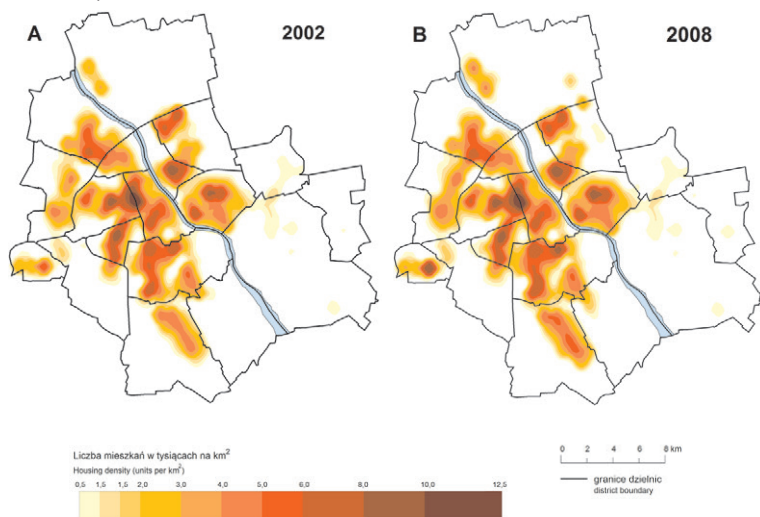 A
2002
B
2008
Liczba mieszkań w tysiącach na km²
Housing density (units per km²)
0,5 1,5 2,0 3,0 4,0 5,0 6,0 8,0 10,0 12,5
0 2 4 6 8 km
granice dzielnic
district boundary